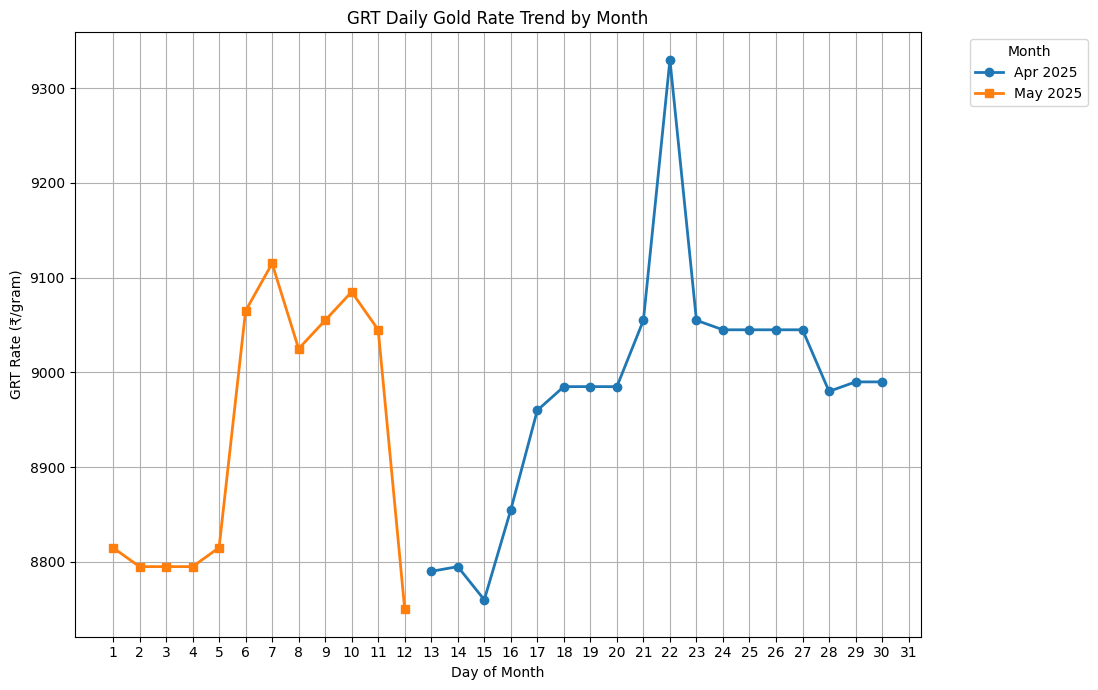 GRT Daily Gold Rate Trend by Month
Month
Apr 2025
May 2025
GRT Rate (₹/gram)
9300
9200
9100
9000
8900
8800
1 2 3 4 5 6 7 8 9 10 11 12 13 14 15 16 17 18 19 20 21 22 23 24 25 26 27 28 29 30 31
Day of Month